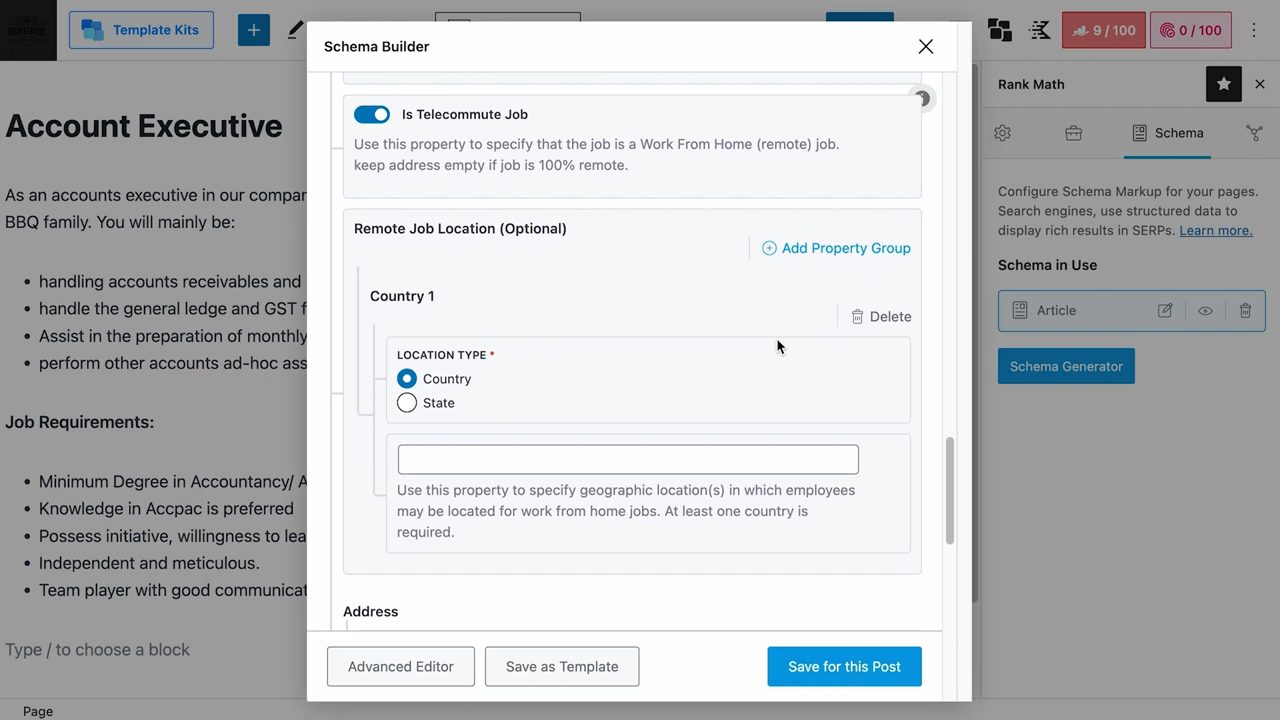 Template Kits
9 / 100
0 / 100
Schema Builder
Rank Math
Account Executive
Is Telecommute Job
Use this property to specify that the job is a Work From Home (remote) job.
keep address empty if job is 100% remote.
Schema
As an accounts executive in our compan
BBQ family. You will mainly be:
Configure Schema Markup for your pages.
Search engines, use structured data to
display rich results in SERPs. Learn more.
Remote Job Location (Optional)
Add Property Group
Schema in Use
handling accounts receivables and
handle the general ledge and GST f
Assist in the preparation of monthly
perform other accounts ad-hoc ass
Country 1
Delete
Article
LOCATION TYPE *
Country
State
Schema Generator
Job Requirements:
Use this property to specify geographic location(s) in which employees
may be located for work from home jobs. At least one country is
required.
Minimum Degree in Accountancy/ A
Knowledge in Accpac is preferred
Possess initiative, willingness to lea
Independent and meticulous.
Team player with good communicat
Address
Type / to choose a block
Advanced Editor
Save as Template
Save for this Post
Page